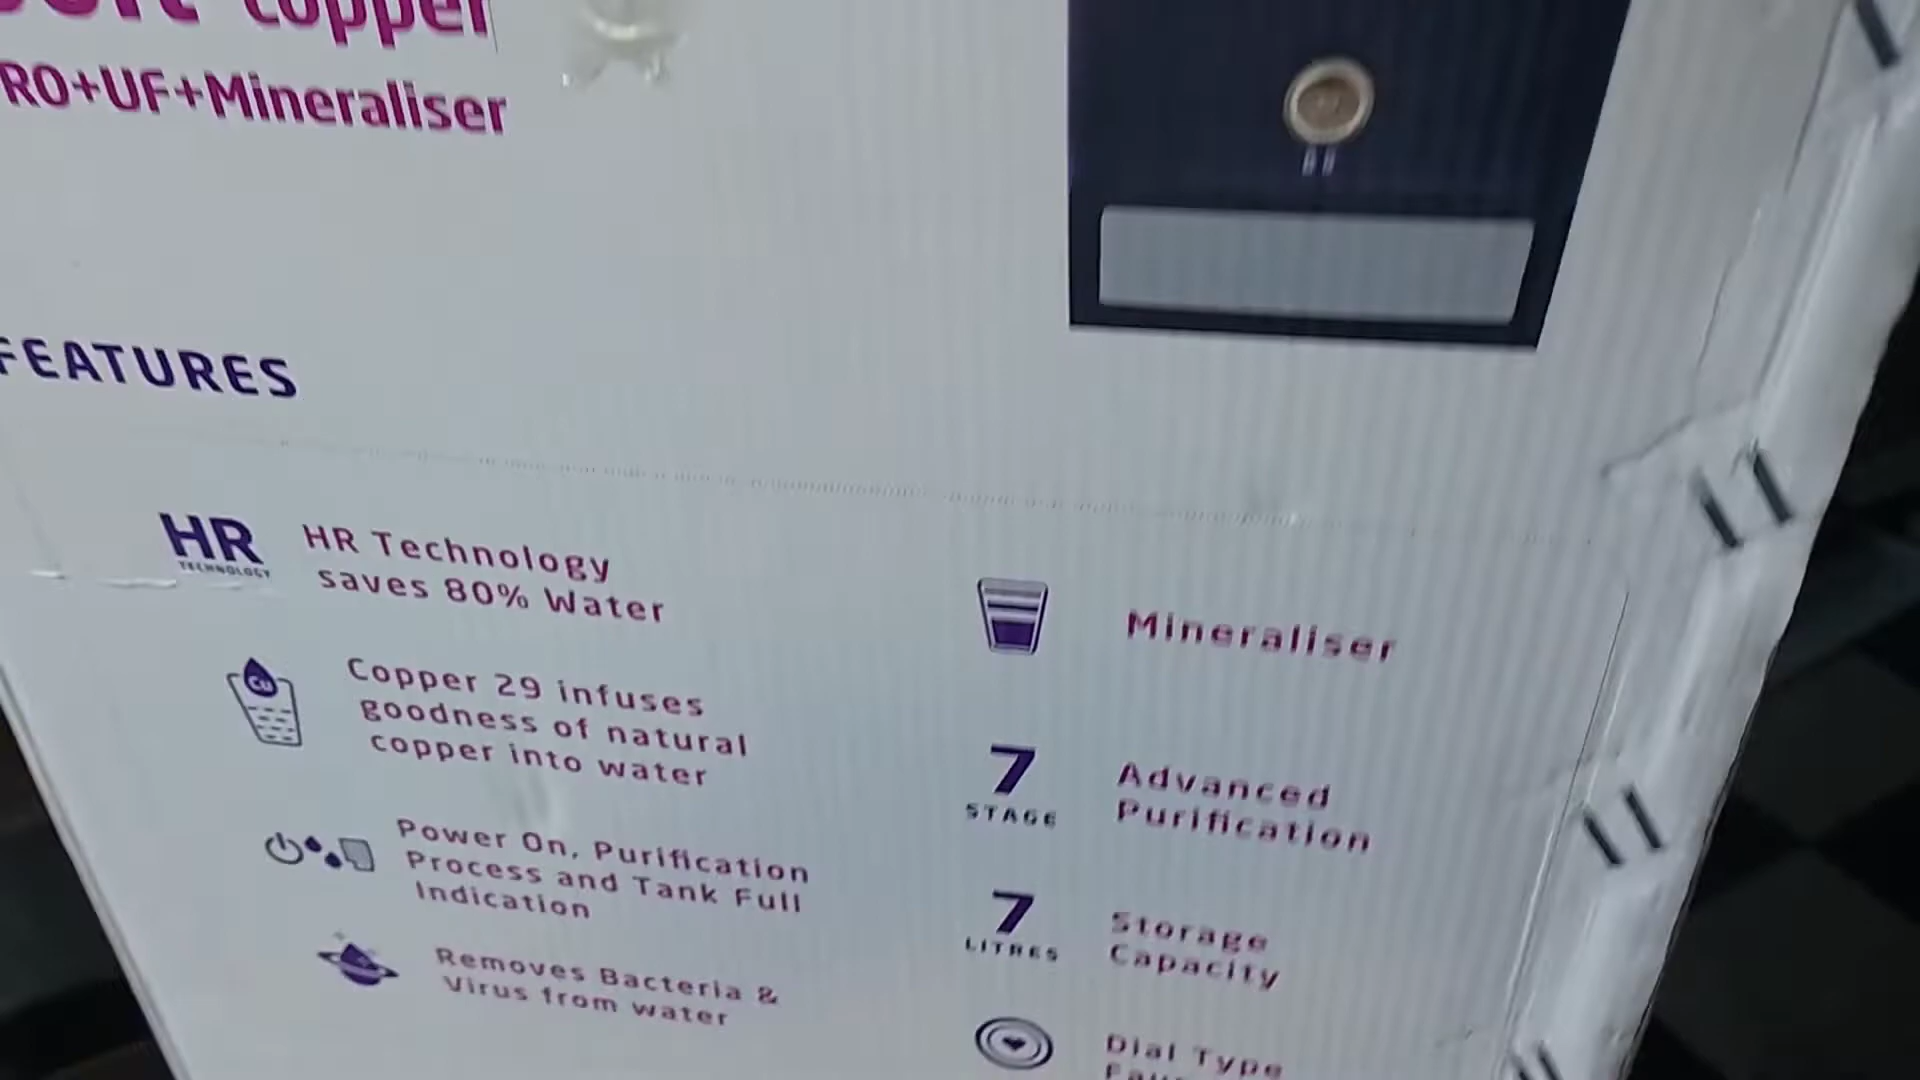 copper
RO+UF+Mineraliser
FEATURES
HR
TECHNOLOGY
HR Technology
saves 80% Water
Cu
Copper 29 infuses
goodness of natural
copper into water
Power On, Purification
Process and Tank Full
Indication
Removes Bacteria &
Virus from water
Mineraliser
7
STAGE
Advanced
Purification
7
LITRES
Storage
Capacity
Dial Type